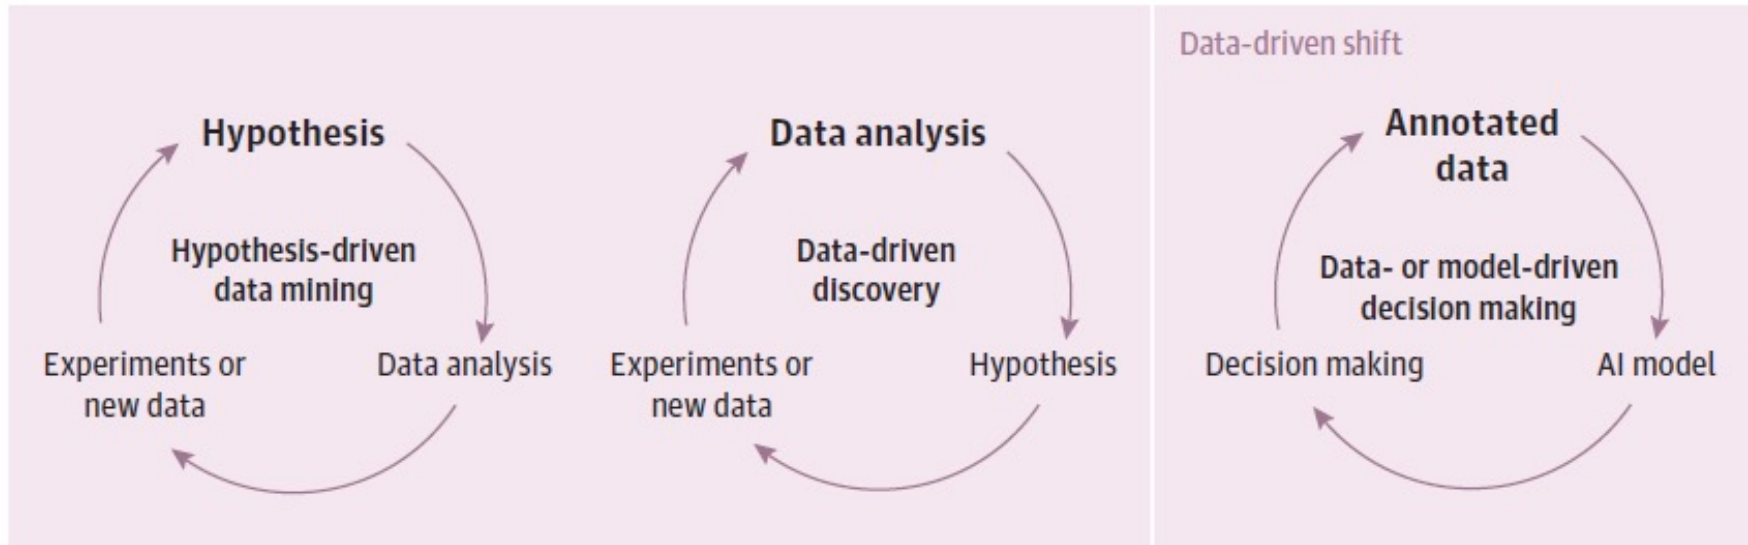 Data-driven shift
Hypothesis
Hypothesis-driven
data mining
Experiments or
new data
Data analysis
Data analysis
Data-driven
discovery
Experiments or
new data
Hypothesis
Annotated
data
Data- or model-driven
decision making
Decision making
AI model